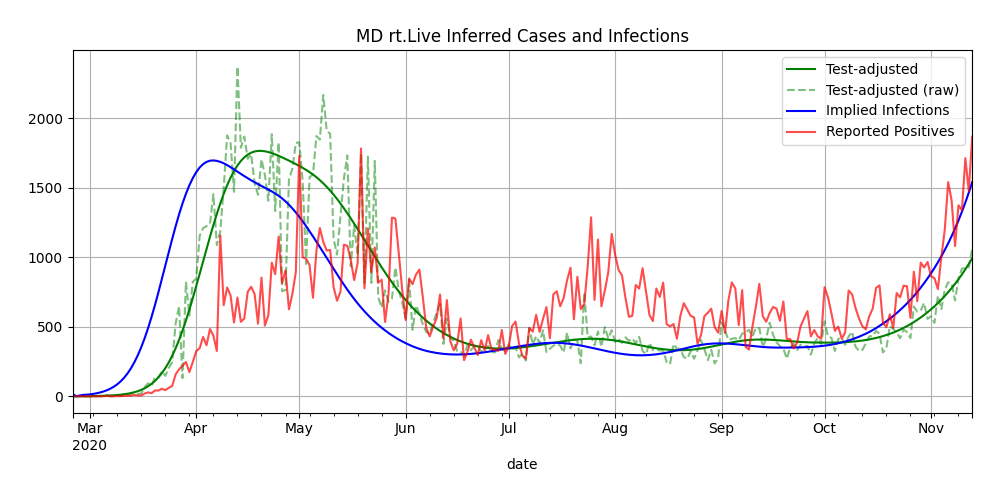 MD rt.Live Inferred Cases and Infections
Test-adjusted
Test-adjusted (raw)
Implied Infections
Reported Positives
2000
1500
1000
500
0
Mar Apr May Jun Jul Aug Sep Oct Nov
2020
date